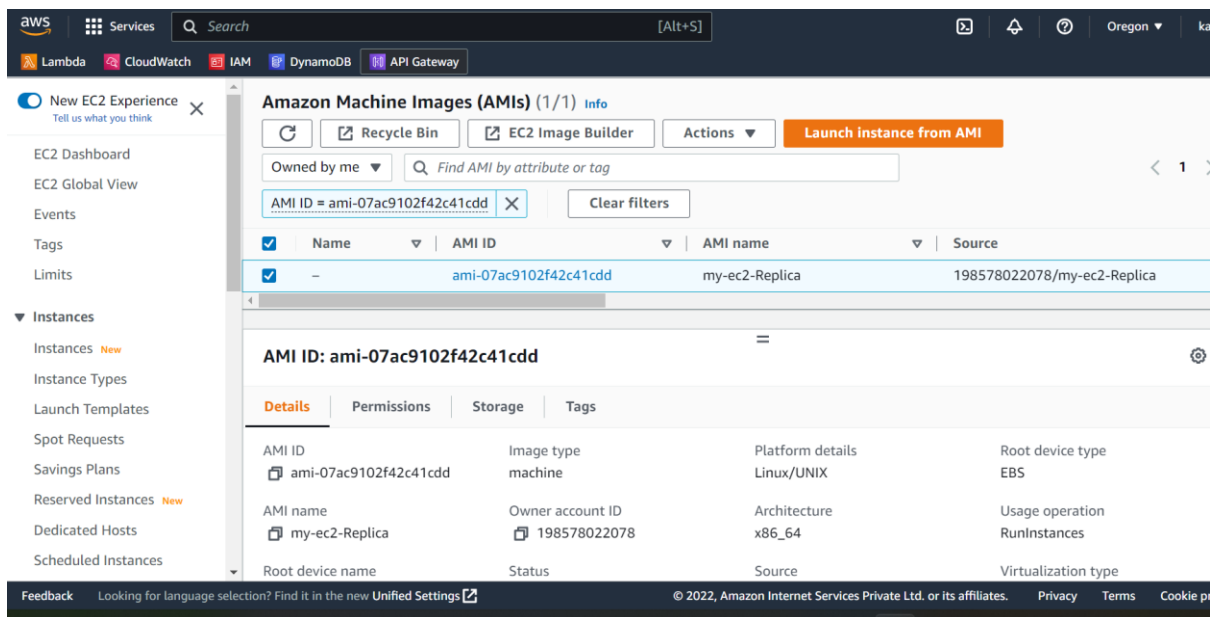 aws Services Search [Alt+S] Oregon ▼
Lambda CloudWatch IAM DynamoDB API Gateway
New EC2 Experience
Tell us what you think
EC2 Dashboard
EC2 Global View
Events
Tags
Limits
Instances
Instances New
Instance Types
Launch Templates
Spot Requests
Savings Plans
Reserved Instances New
Dedicated Hosts
Scheduled Instances
Amazon Machine Images (AMIs) (1/1) Info
Recycle Bin EC2 Image Builder Actions ▼ Launch instance from AMI
Owned by me ▼ Find AMI by attribute or tag 1
AMI ID = ami-07ac9102f42c41cdd Clear filters
Name AMI ID AMI name Source
– ami-07ac9102f42c41cdd my-ec2-Replica 198578022078/my-ec2-Replica
AMI ID: ami-07ac9102f42c41cdd
Details Permissions Storage Tags
AMI ID Image type Platform details Root device type
ami-07ac9102f42c41cdd machine Linux/UNIX EBS
AMI name Owner account ID Architecture Usage operation
my-ec2-Replica 198578022078 x86_64 RunInstances
Root device name Status Source Virtualization type
Feedback Looking for language selection? Find it in the new Unified Settings © 2022, Amazon Internet Services Private Ltd. or its affiliates. Privacy Terms Cookie